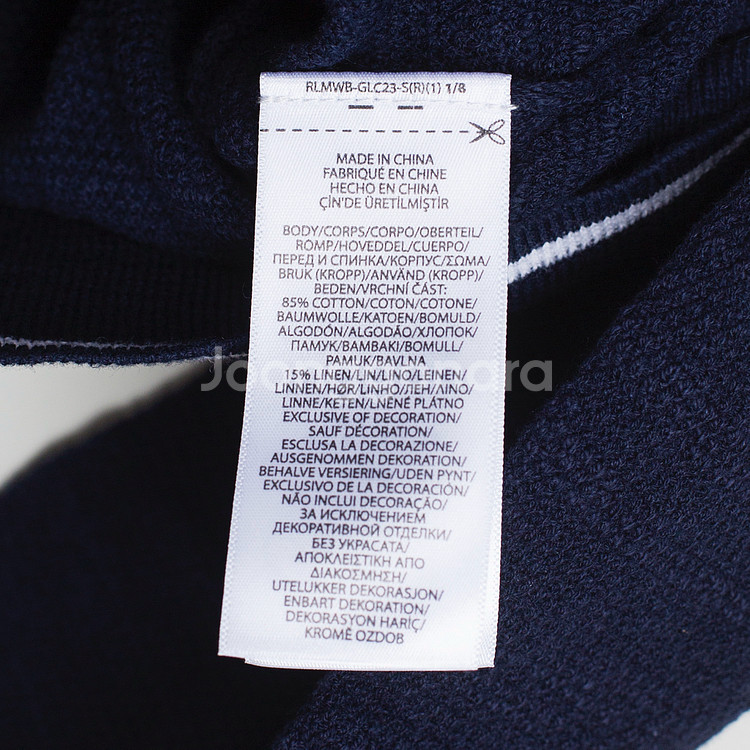 RLMWB-GLC23-S(R)(1) 1/8
MADE IN CHINA
FABRIQUÉ EN CHINE
HECHO EN CHINA
ÇİN'DE ÜRETİLMİŞTİR
BODY/CORPS/CORPO/OBERTEIL/
ROMP/HOVEDDEL/CUERPO/
ПЕРЕД И СПИНКА/КОРПУС/ΣΩΜΑ/
BRUK (KROPP)/ANVÄND (KROPP)/
BEDEN/VRCHNÍ ČÁST:
85% COTTON/COTON/COTONE/
BAUMWOLLE/KATOEN/BOMULD/
ALGODÓN/ALGODÃO/ХЛОПОК/
ПАМУК/ΒΑΜΒΑΚΙ/BOMULL/
PAMUK/BAVLNA
15% LINEN/LIN/LINO/LEINEN/
LINNEN/HØR/LINHO/ЛЕН/ΛΙΝΟ/
LINNE/KETEN/LNĚNÉ PLÁTNO
EXCLUSIVE OF DECORATION/
SAUF DÉCORATION/
ESCLUSA LA DECORAZIONE/
AUSGENOMMEN DEKORATION/
BEHALVE VERSIERING/UDEN PYNT/
EXCLUSIVO DE LA DECORACIÓN/
NÃO INCLUI DECORAÇÃO/
ЗА ИСКЛЮЧЕНИЕМ
ДЕКОРАТИВНОЙ ОТДЕЛКИ/
БЕЗ УКРАСАТА/
ΑΠΟΚΛΕΙΣΤΙΚΗ ΑΠΟ
ΔΙΑΚΟΣΜΗΣΗ/
UTELUKKER DEKORASJON/
ENBART DEKORATION/
DEKORASYON HARİÇ/
KROMĚ OZDOB